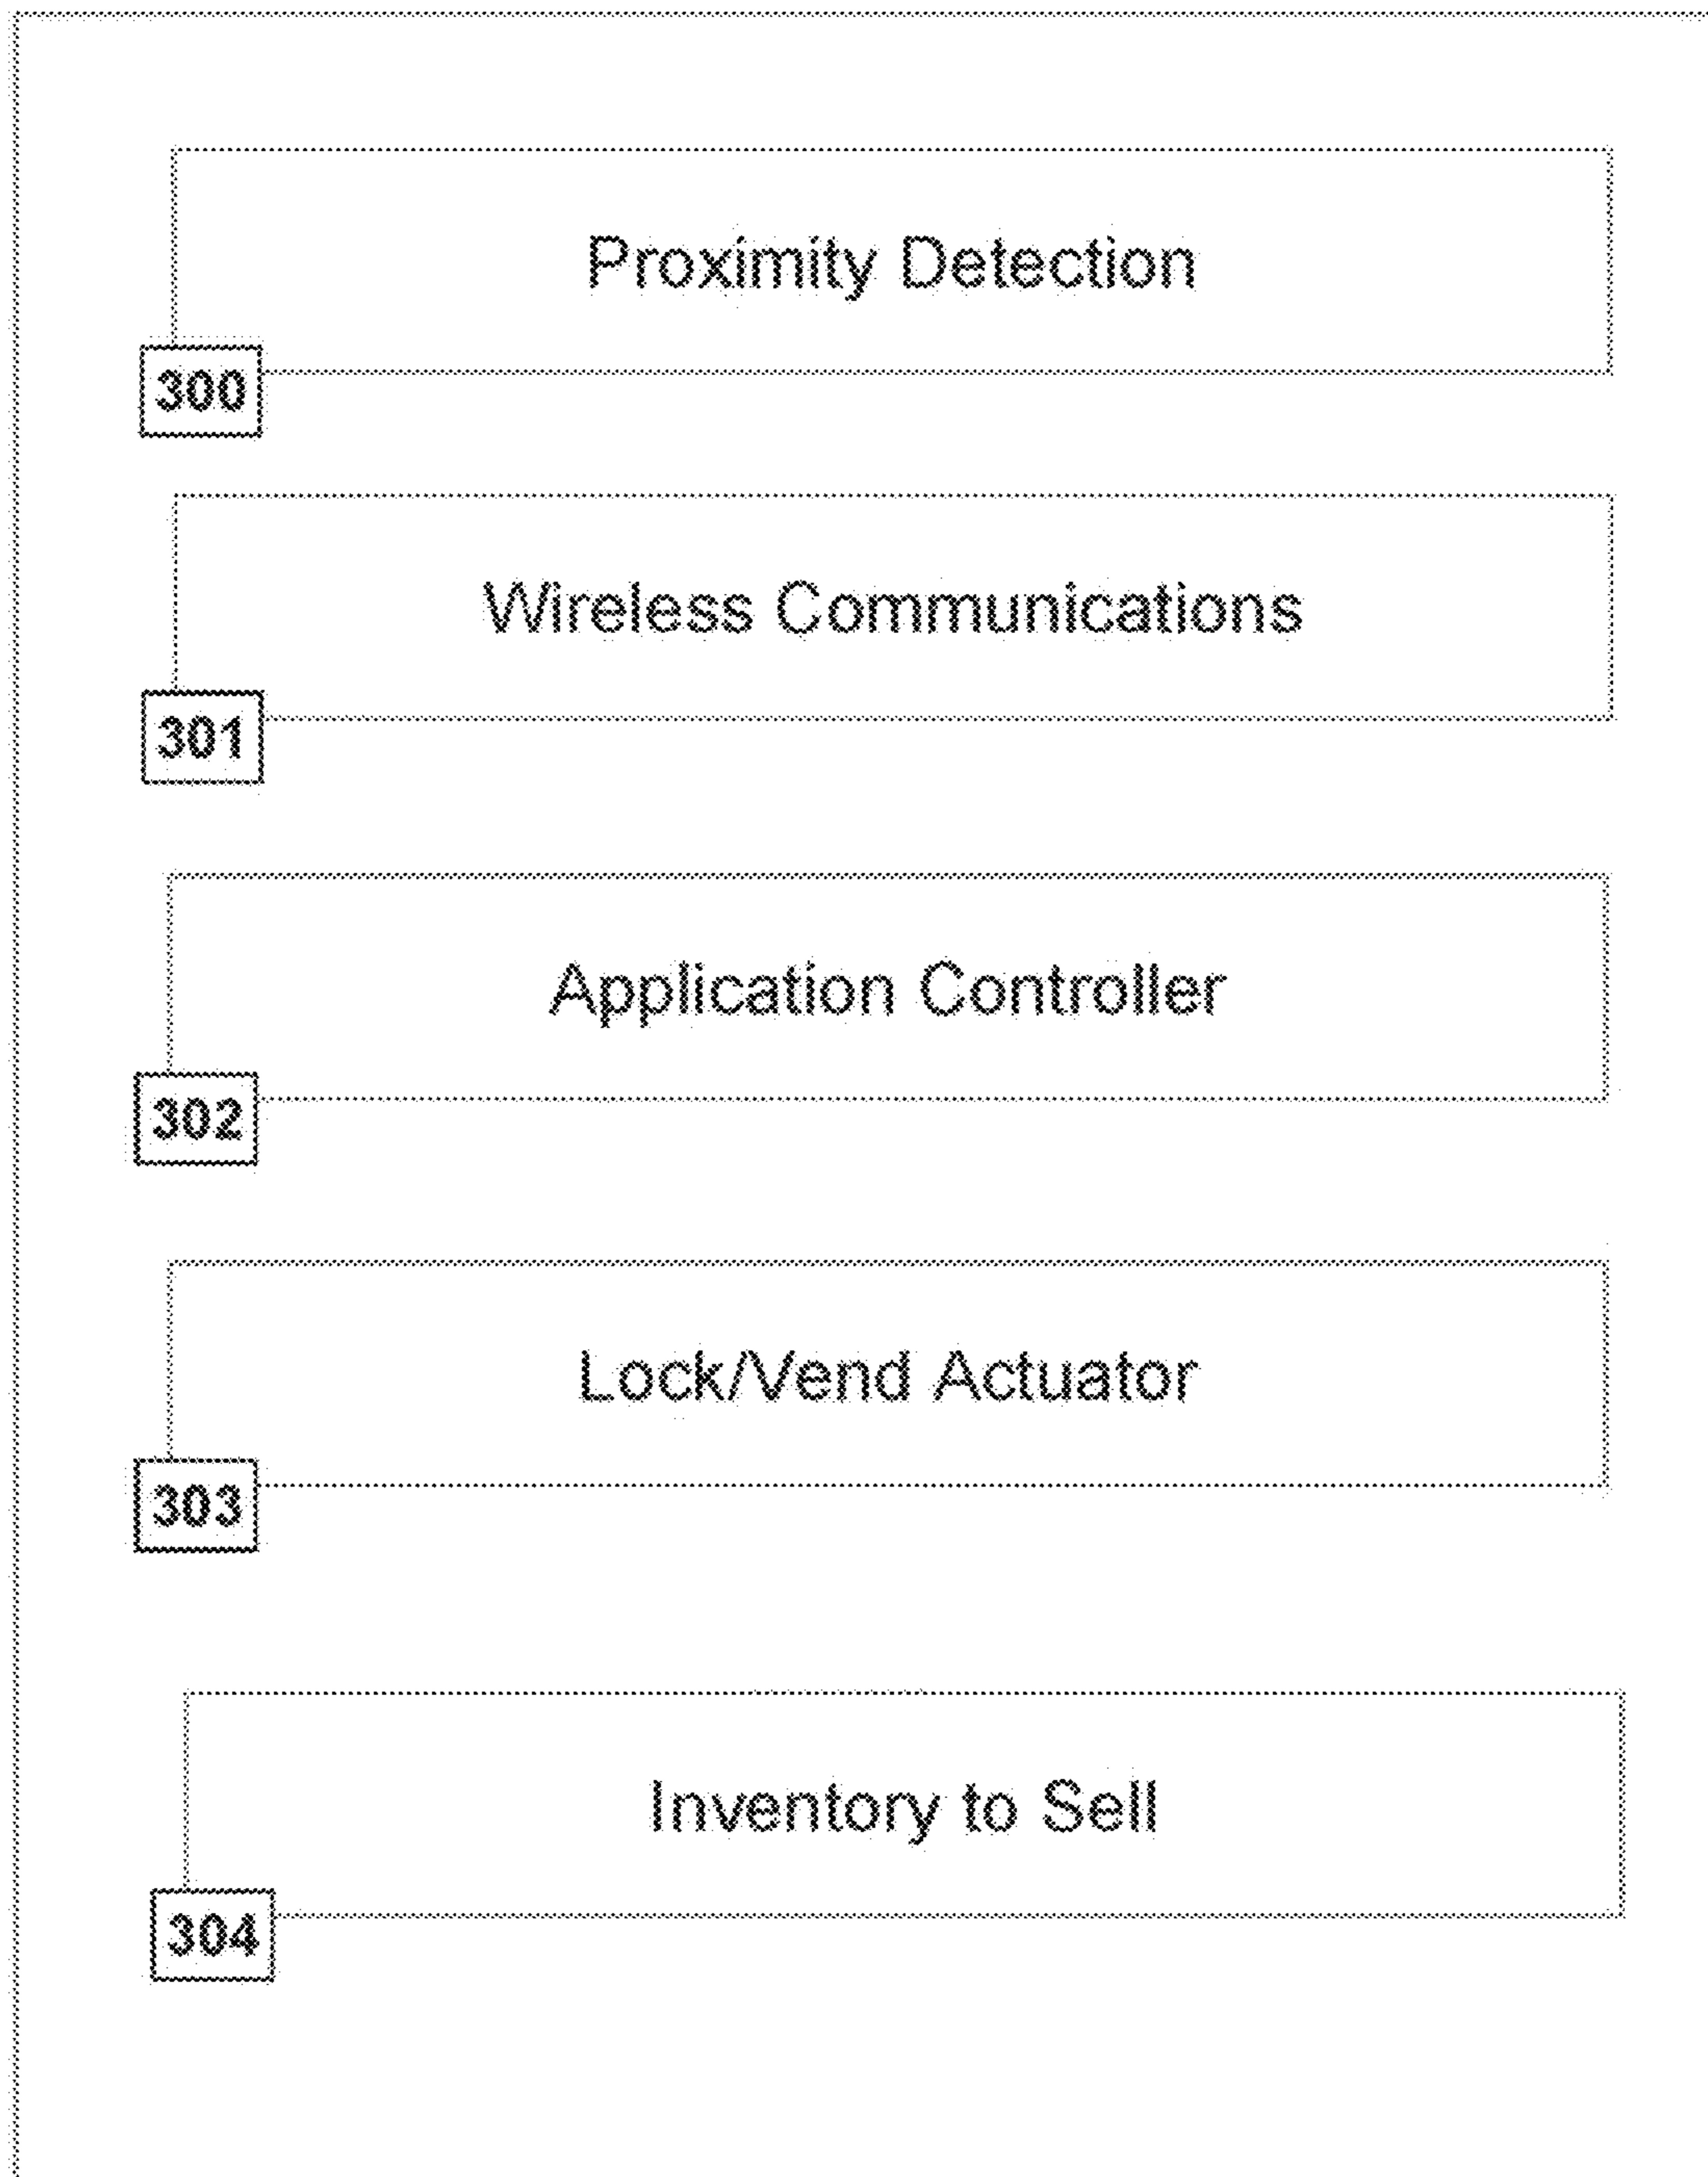 Proximity Detection
300
Wireless Communications
301
Application Controller
302
Lock/Vend Actuator
303
Inventory to Sell
304